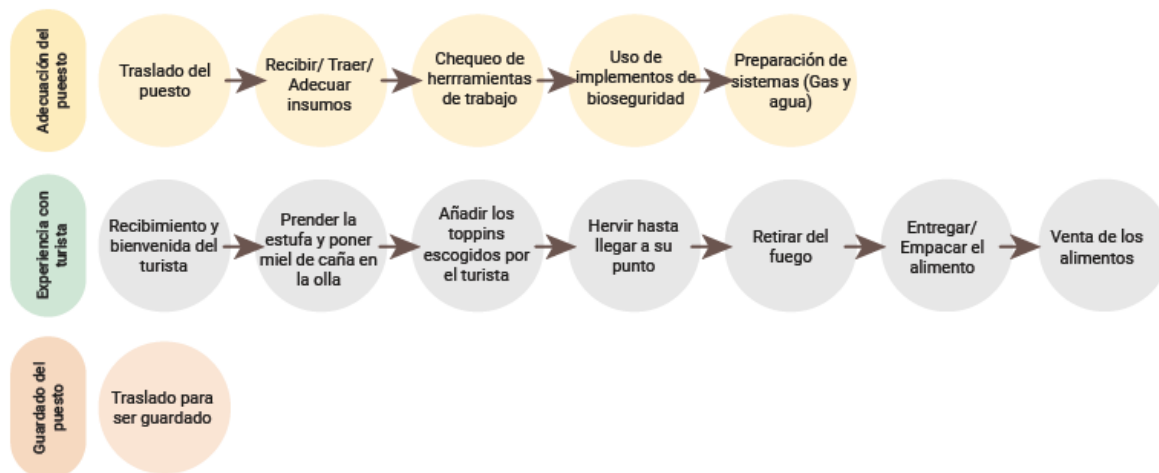 Adecuación del
puesto
Traslado del
puesto
Recibir/ Traer/
Adecuar
insumos
Chequeo de
herrramientas
de trabajo
Uso de
implementos de
bioseguridad
Preparación de
sistemas (Gas y
agua)
Experiencia con
turista
Recibimiento y
bienvenida del
turista
Prender la
estufa y poner
miel de caña en
la olla
Añadir los
toppins
escogidos por
el turista
Hervir hasta
llegar a su
punto
Retirar del
fuego
Entregar/
Empacar el
alimento
Venta de los
alimentos
Guardado del
puesto
Traslado para
ser guardado